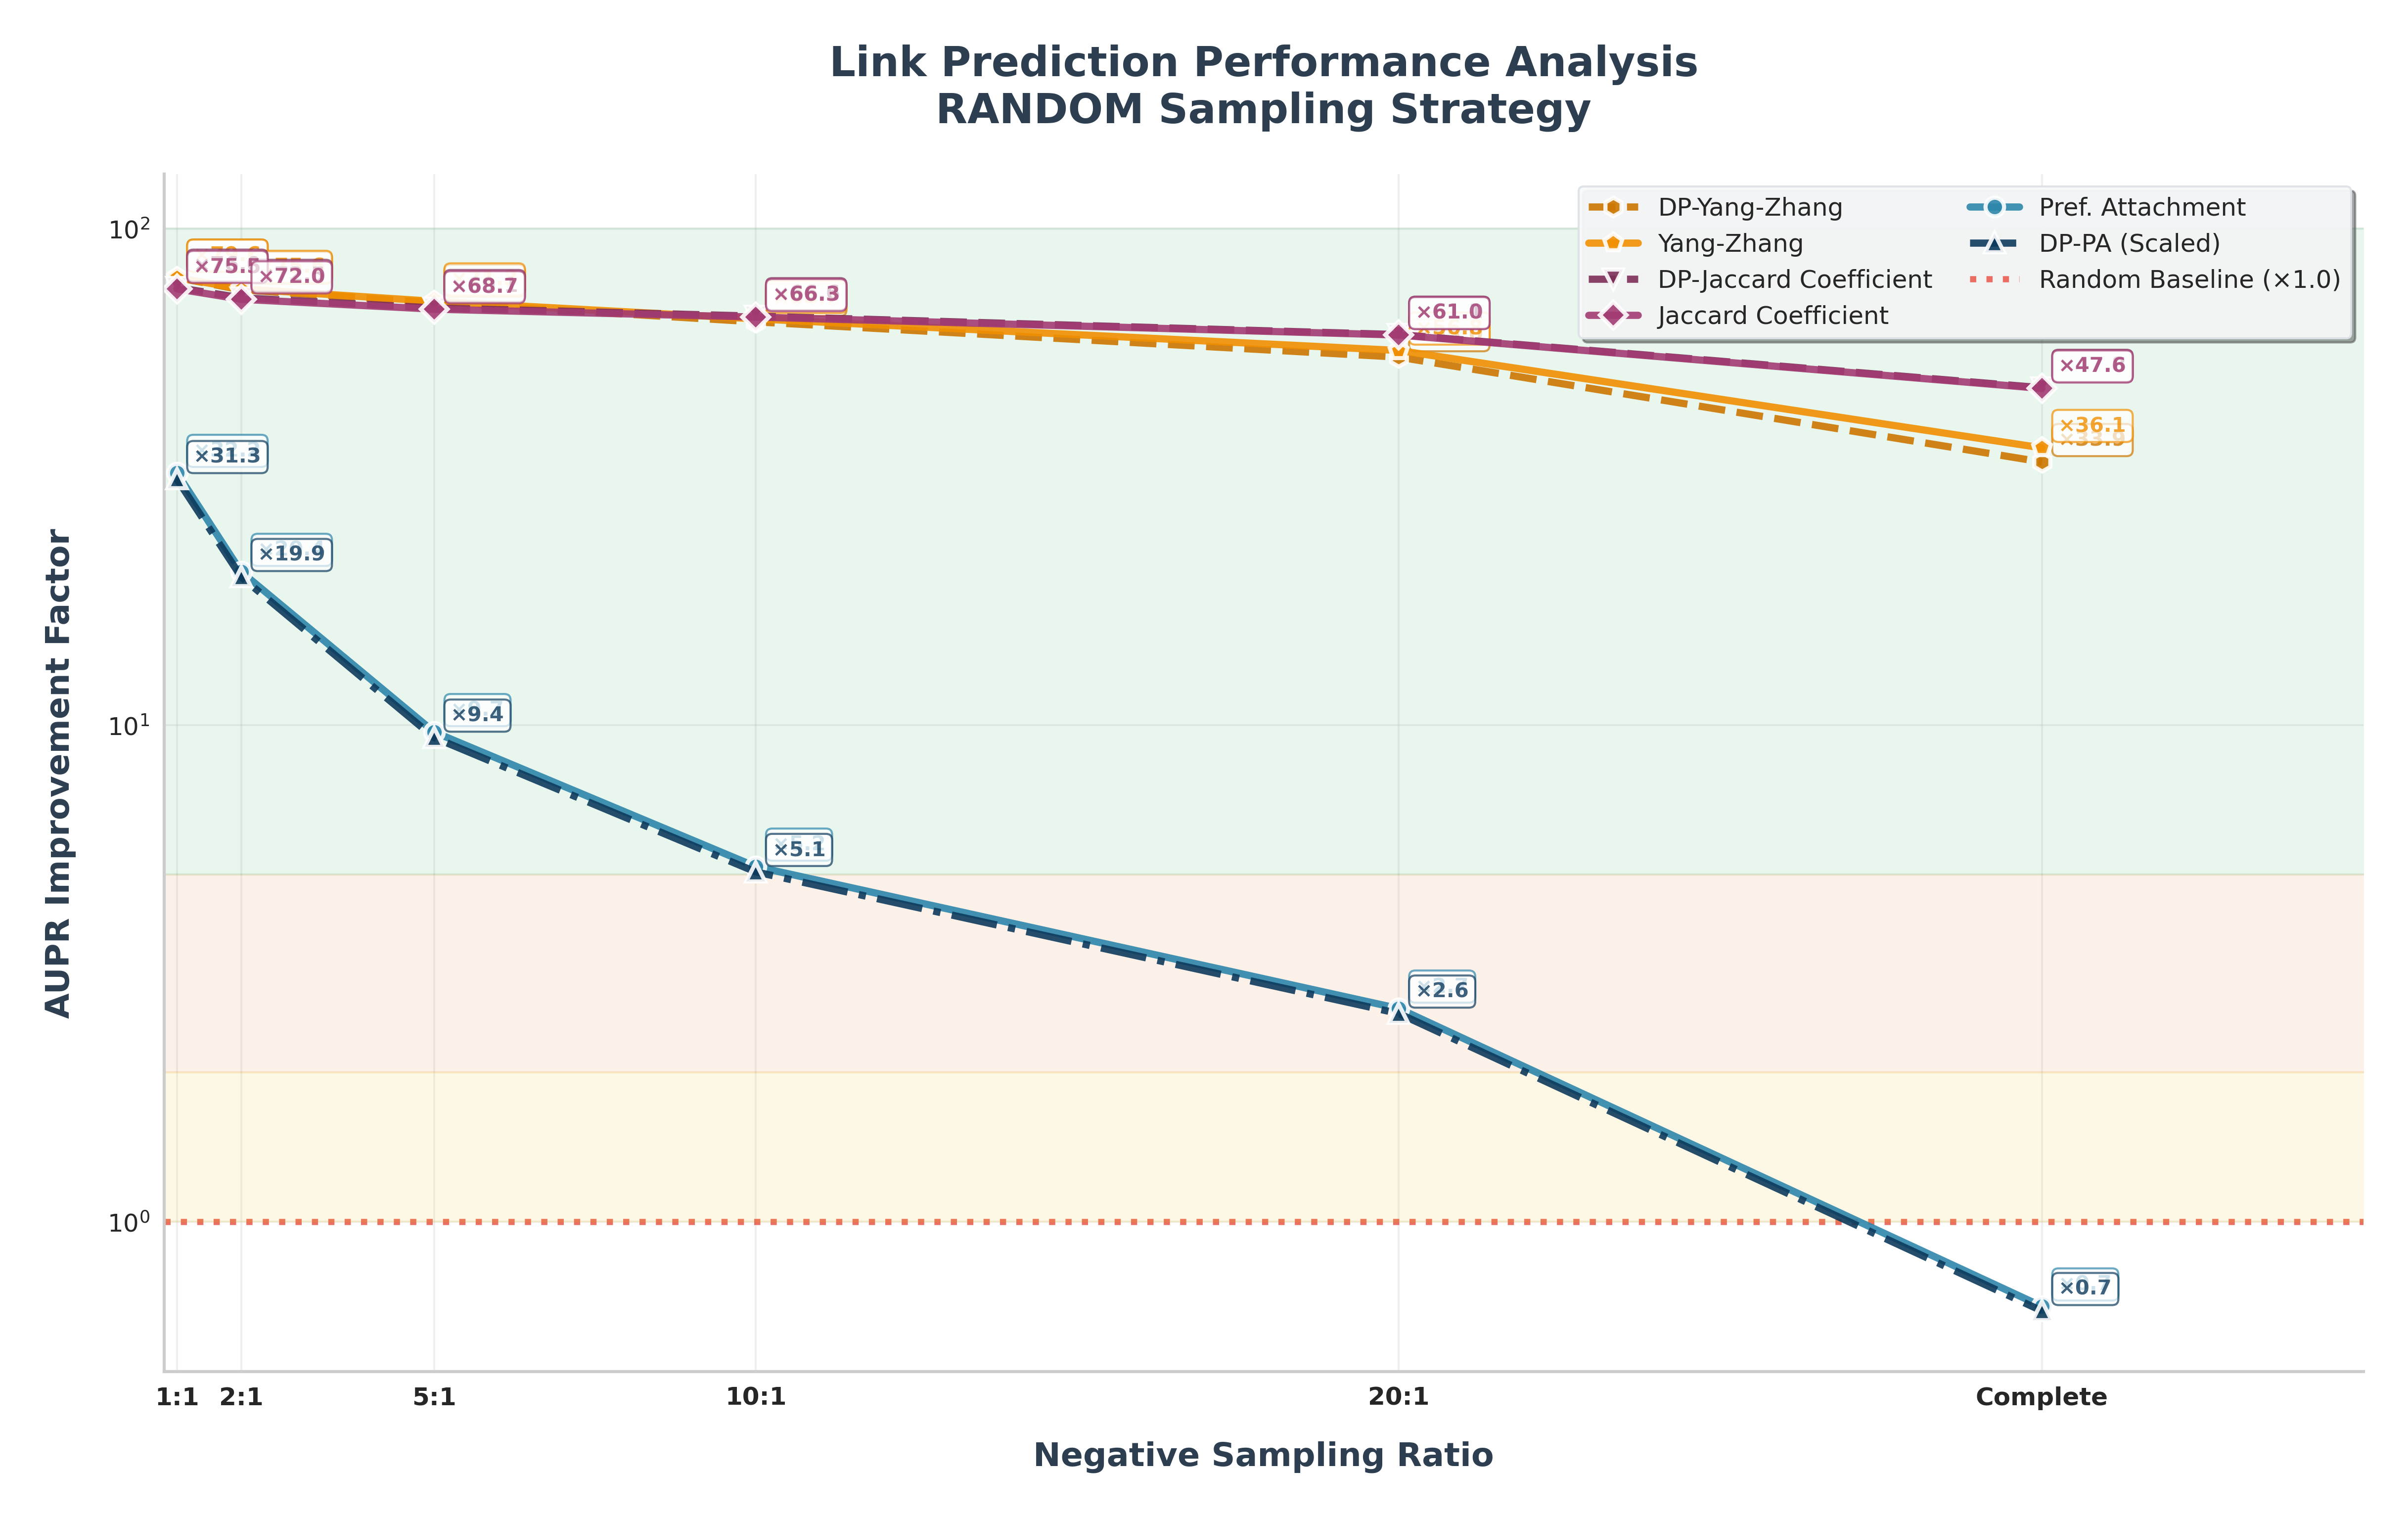 Link Prediction Performance Analysis
RANDOM Sampling Strategy
DP-Yang-Zhang
Yang-Zhang
DP-Jaccard Coefficient
Jaccard Coefficient
Pref. Attachment
DP-PA (Scaled)
Random Baseline (×1.0)
AUPR Improvement Factor
10²
10¹
10⁰
×75.5
×72.0
×68.7
×66.3
×61.0
×47.6
×36.1
×33.9
×31.3
×19.9
×9.4
×5.1
×2.6
×0.7
1:1 2:1 5:1 10:1 20:1 Complete
Negative Sampling Ratio